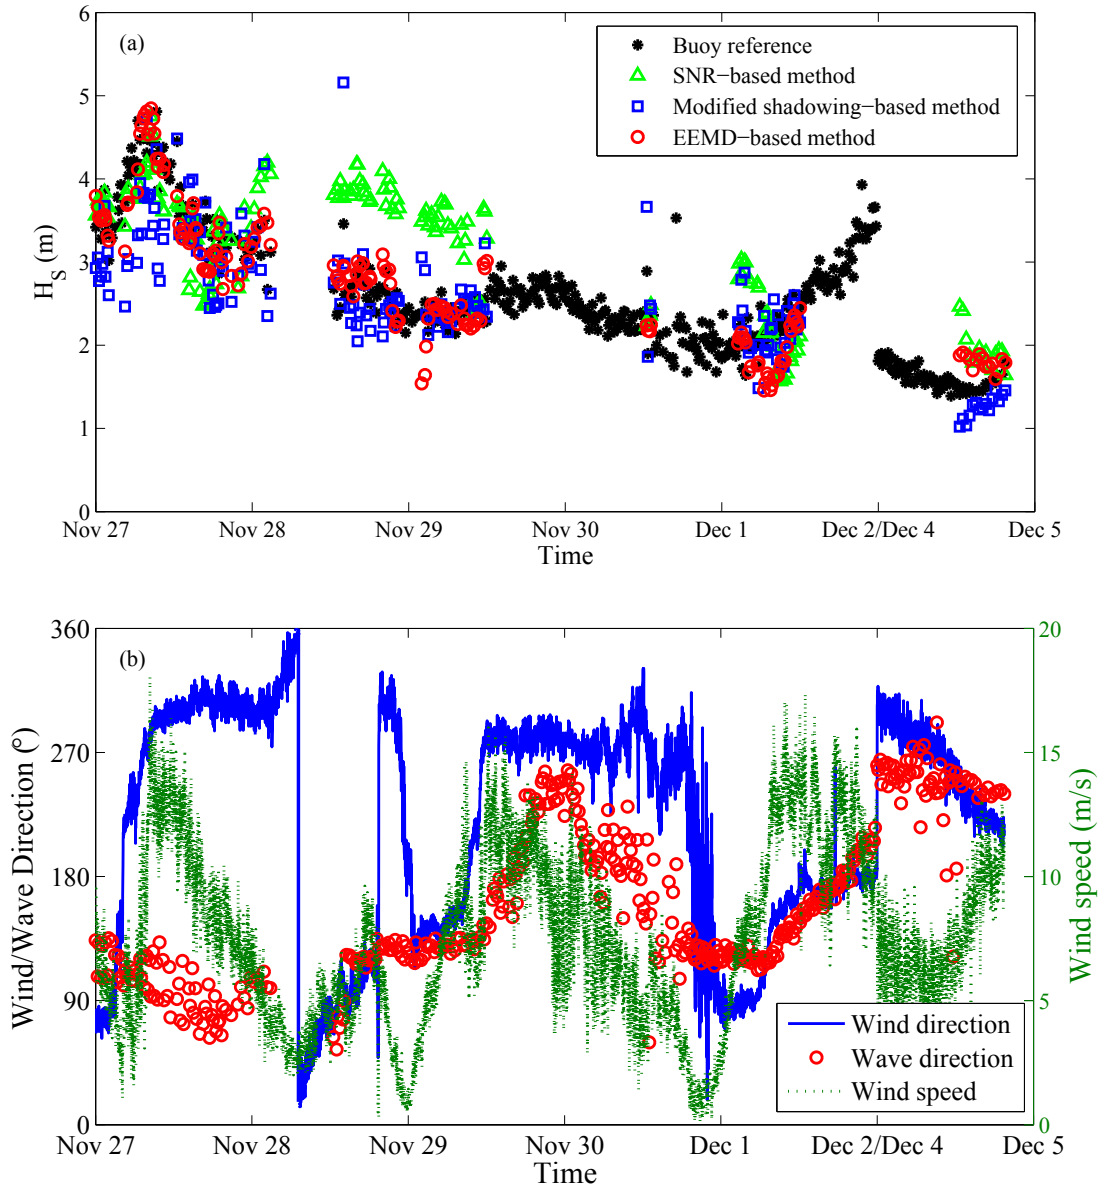 (a)
Buoy reference
SNR−based method
Modified shadowing−based method
EEMD−based method
6
5
4
3
2
1
0
H_S (m)
Nov 27 Nov 28 Nov 29 Nov 30 Dec 1 Dec 2/Dec 4 Dec 5
Time
(b)
360
270
180
90
0
Wind/Wave Direction (°)
20
15
10
5
0
Wind speed (m/s)
Wind direction
Wave direction
Wind speed
Nov 27 Nov 28 Nov 29 Nov 30 Dec 1 Dec 2/Dec 4 Dec 5
Time